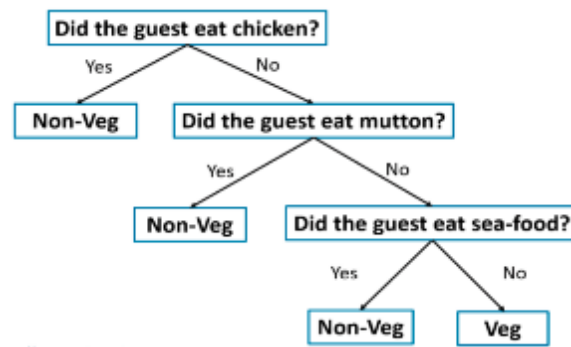 Did the guest eat chicken?
Yes
No
Non-Veg
Did the guest eat mutton?
Yes
No
Non-Veg
Did the guest eat sea-food?
Yes
No
Non-Veg
Veg